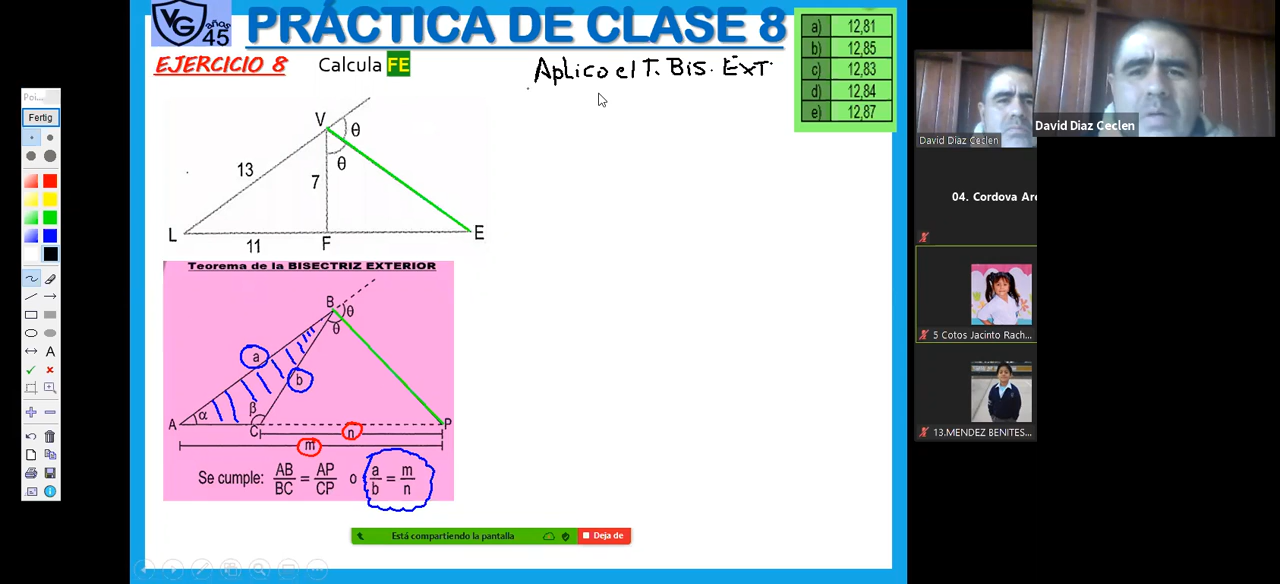 VG
años
45
PRÁCTICA DE CLASE 8
EJERCICIO 8
Calcula FE
Aplico el T. Bis. Ext.
a) 12,81
b) 12,85
c) 12,83
d) 12,84
e) 12,87
V
θ
θ
13
7
L
11
F
E
Teorema de la BISECTRIZ EXTERIOR
B
θ
θ
a
b
α
β
A
C
P
n
m
Se cumple: AB/BC = AP/CP o a/b = m/n
Fertig
A
Está compartiendo la pantalla
Deja de
David Diaz Ceclen
David Diaz Ceclen
04. Cordova Are
5 Cotos Jacinto Rach...
13.MENDEZ BENITES...